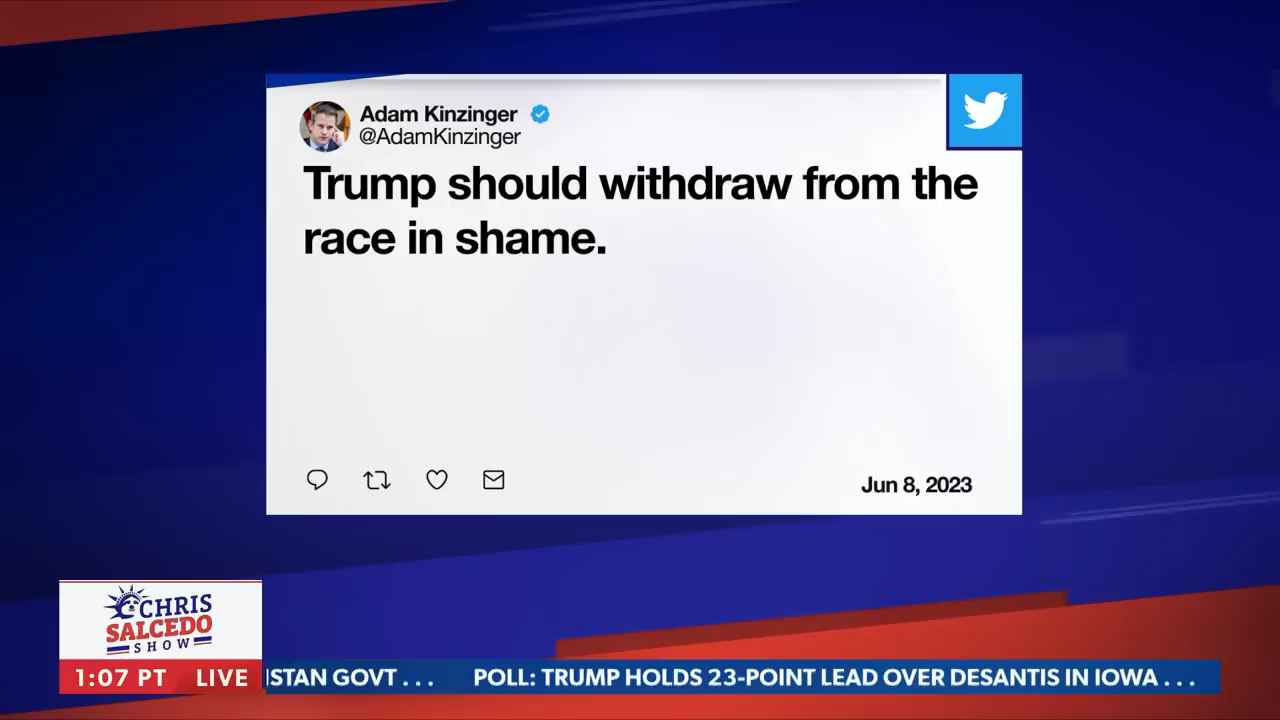 Adam Kinzinger
@AdamKinzinger
Trump should withdraw from the
race in shame.
Jun 8, 2023
CHRIS
SALCEDO
SHOW
1:07 PT LIVE
STAN GOVT . . . POLL: TRUMP HOLDS 23-POINT LEAD OVER DESANTIS IN IOWA . . .